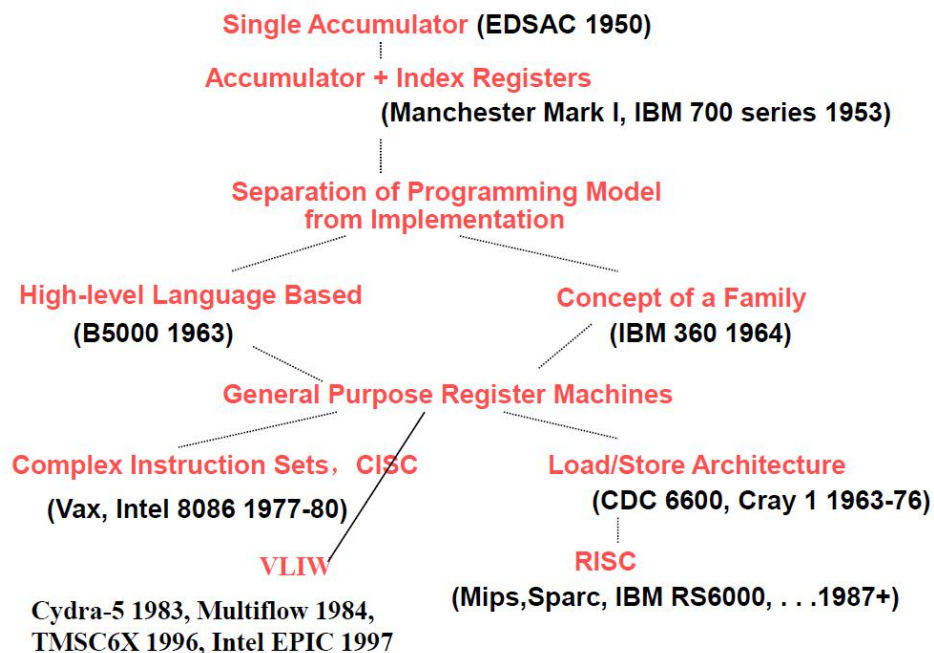 Single Accumulator (EDSAC 1950)
Accumulator + Index Registers
(Manchester Mark I, IBM 700 series 1953)
Separation of Programming Model
from Implementation
High-level Language Based
(B5000 1963)
Concept of a Family
(IBM 360 1964)
General Purpose Register Machines
Complex Instruction Sets，CISC
(Vax, Intel 8086 1977-80)
Load/Store Architecture
(CDC 6600, Cray 1 1963-76)
VLIW
Cydra-5 1983, Multiflow 1984,
TMSC6X 1996, Intel EPIC 1997
RISC
(Mips,Sparc, IBM RS6000, . . .1987+)